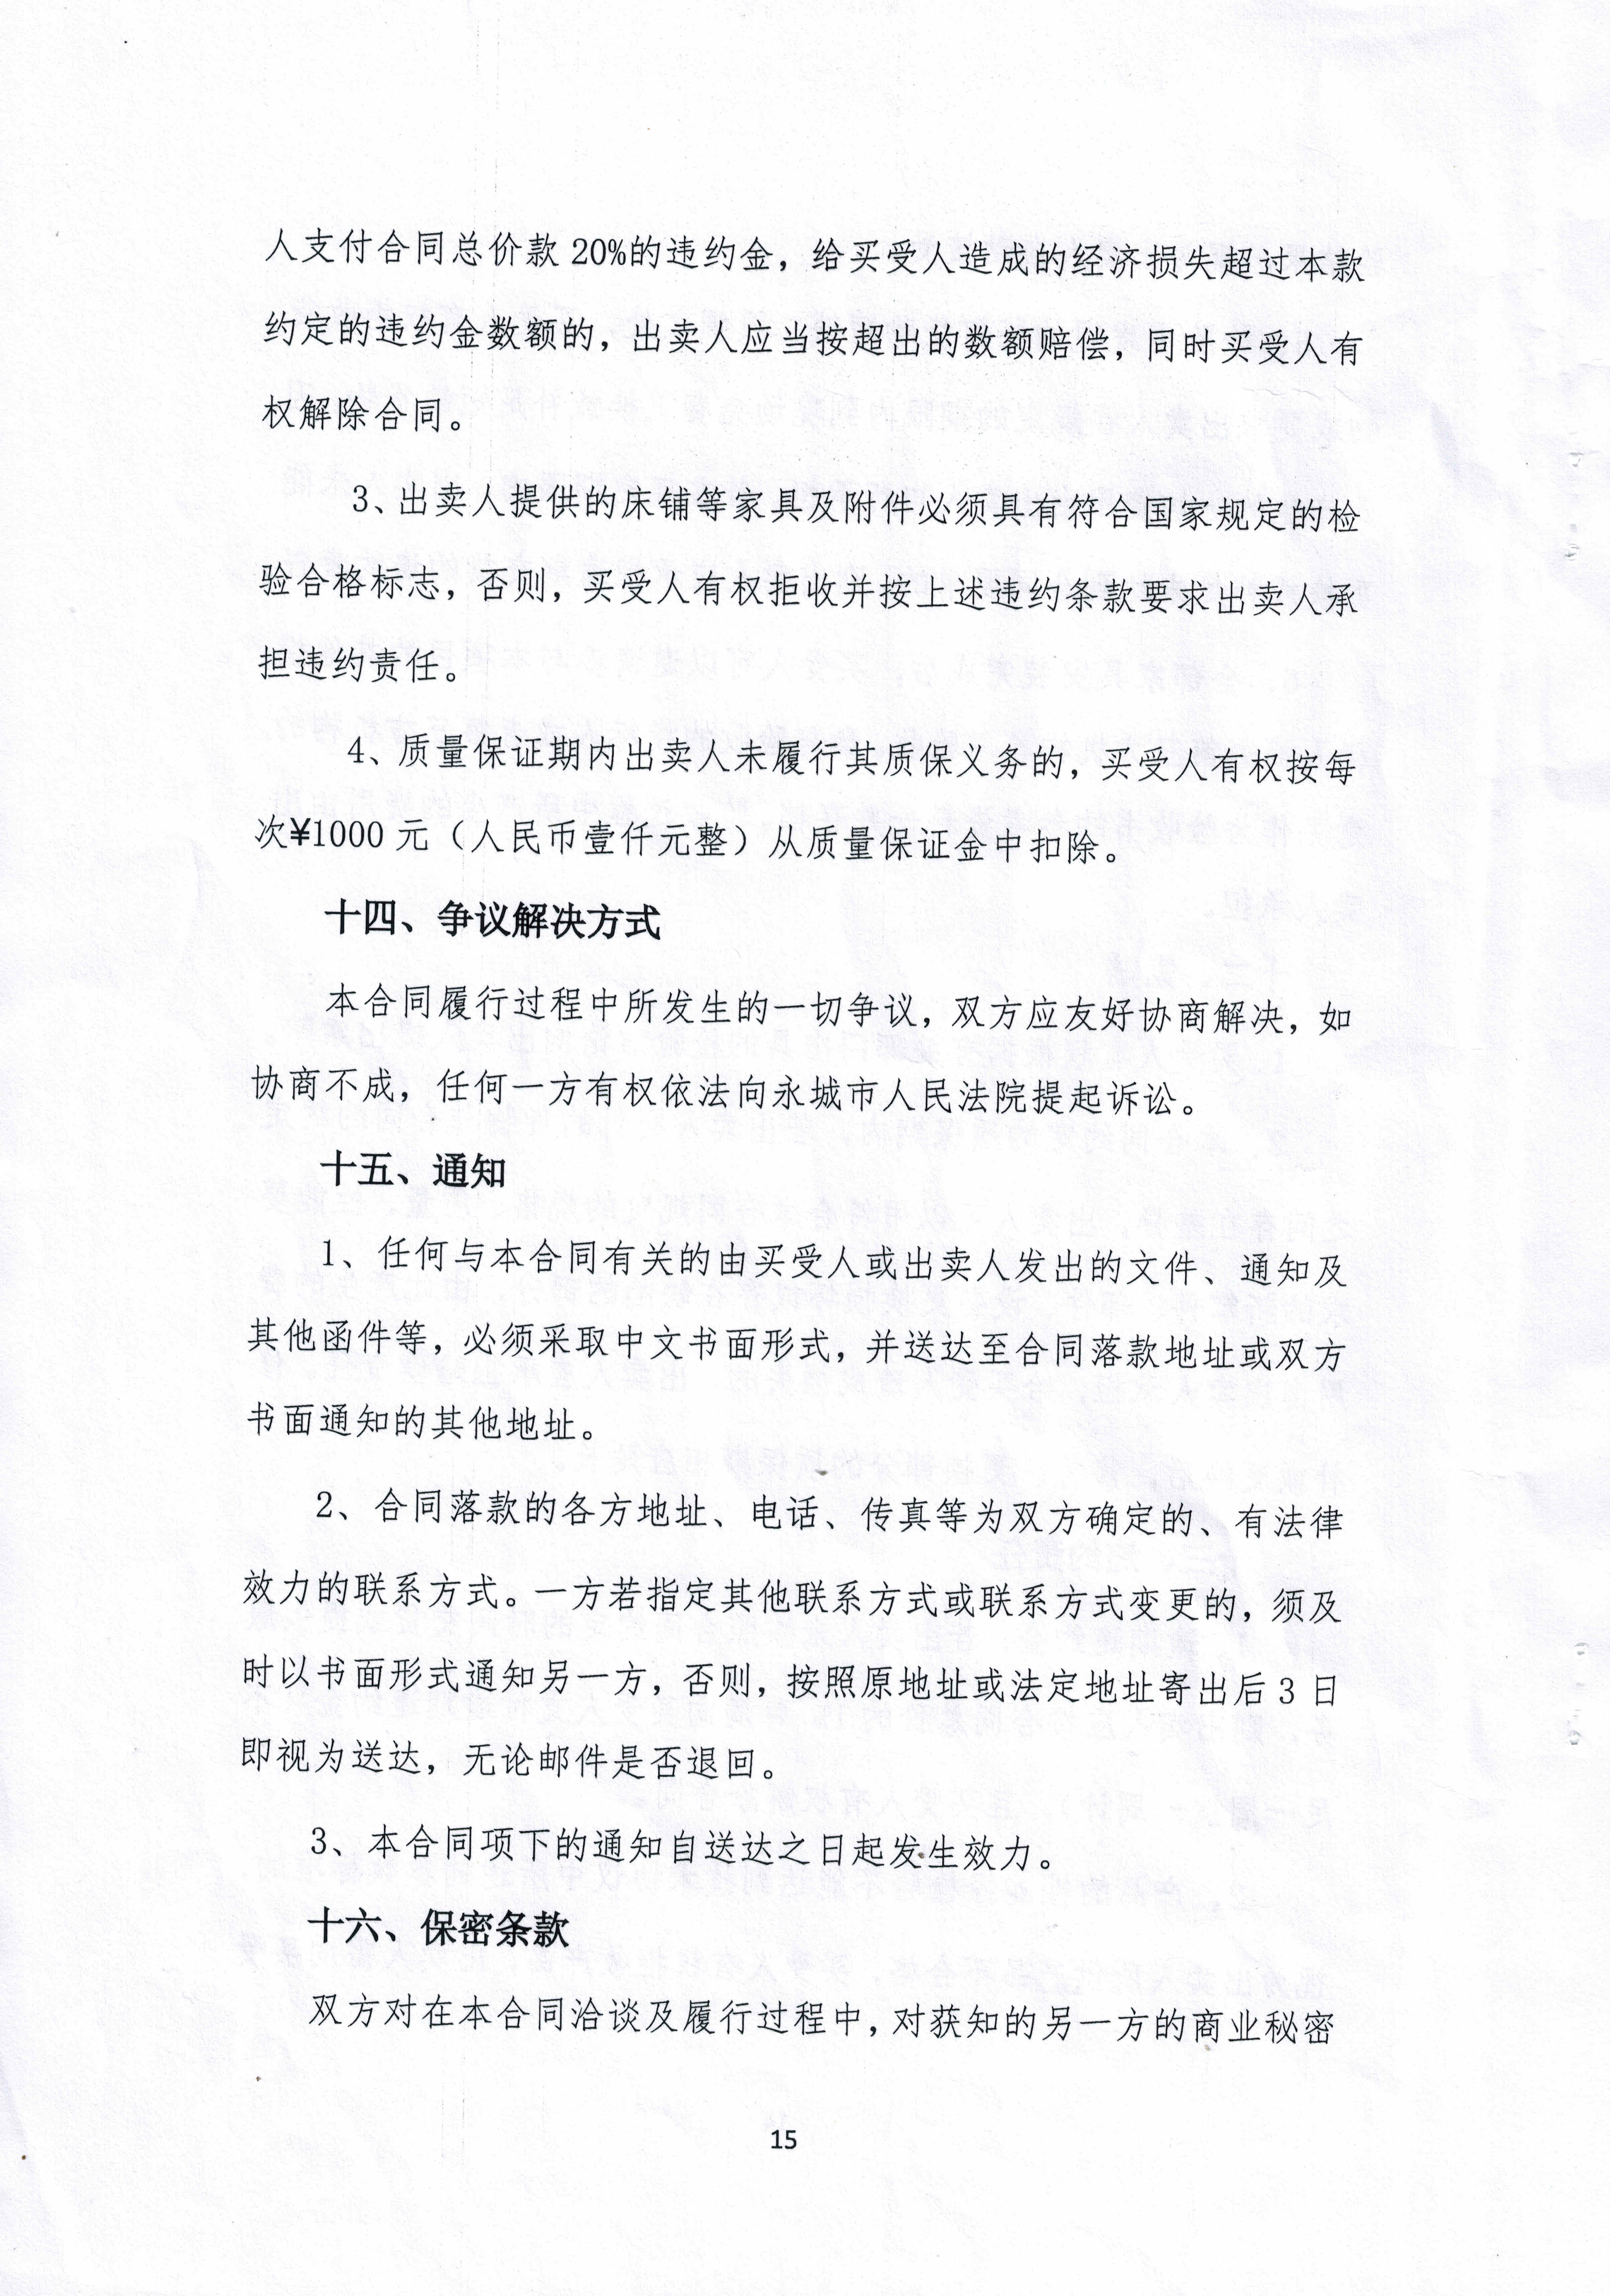 人支付合同总价款 20%的违约金，给买受人造成的经济损失超过本款
约定的违约金数额的，出卖人应当按超出的数额赔偿，同时买受人有
权解除合同。
3、出卖人提供的床铺等家具及附件必须具有符合国家规定的检
验合格标志，否则，买受人有权拒收并按上述违约条款要求出卖人承
担违约责任。
4、质量保证期内出卖人未履行其质保义务的，买受人有权按每
次¥1000 元（人民币壹仟元整）从质量保证金中扣除。
十四、争议解决方式
本合同履行过程中所发生的一切争议，双方应友好协商解决，如
协商不成，任何一方有权依法向永城市人民法院提起诉讼。
十五、通知
1、任何与本合同有关的由买受人或出卖人发出的文件、通知及
其他函件等，必须采取中文书面形式，并送达至合同落款地址或双方
书面通知的其他地址。
2、合同落款的各方地址、电话、传真等为双方确定的、有法律
效力的联系方式。一方若指定其他联系方式或联系方式变更的，须及
时以书面形式通知另一方，否则，按照原地址或法定地址寄出后 3 日
即视为送达，无论邮件是否退回。
3、本合同项下的通知自送达之日起发生效力。
十六、保密条款
双方对在本合同洽谈及履行过程中，对获知的另一方的商业秘密
15